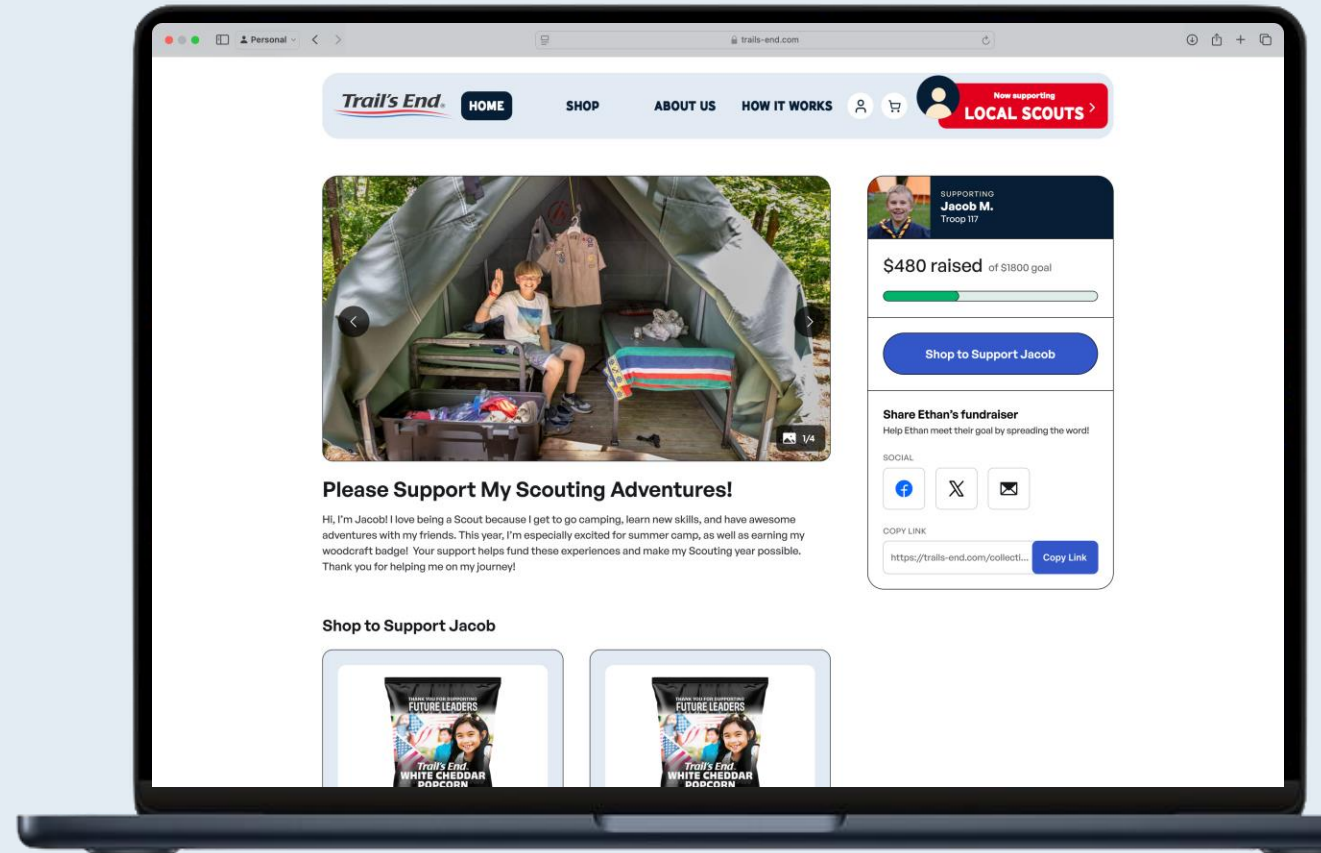 Personal
trails-end.com
Trail's End®
HOME
SHOP
ABOUT US
HOW IT WORKS
Now supporting
LOCAL SCOUTS
SUPPORTING
Jacob M.
Troop 117
$480 raised of $1800 goal
Shop to Support Jacob
Share Ethan's fundraiser
Help Ethan meet their goal by spreading the word!
SOCIAL
COPY LINK
https://trails-end.com/collecti...
Copy Link
1/4
Please Support My Scouting Adventures!
Hi, I'm Jacob! I love being a Scout because I get to go camping, learn new skills, and have awesome
adventures with my friends. This year, I'm especially excited for summer camp, as well as earning my
woodcraft badge! Your support helps fund these experiences and make my Scouting year possible.
Thank you for helping me on my journey!
Shop to Support Jacob
THANK YOU FOR SUPPORTING
FUTURE LEADERS
Trail's End.
WHITE CHEDDAR
POPCORN
THANK YOU FOR SUPPORTING
FUTURE LEADERS
Trail's End.
WHITE CHEDDAR
POPCORN